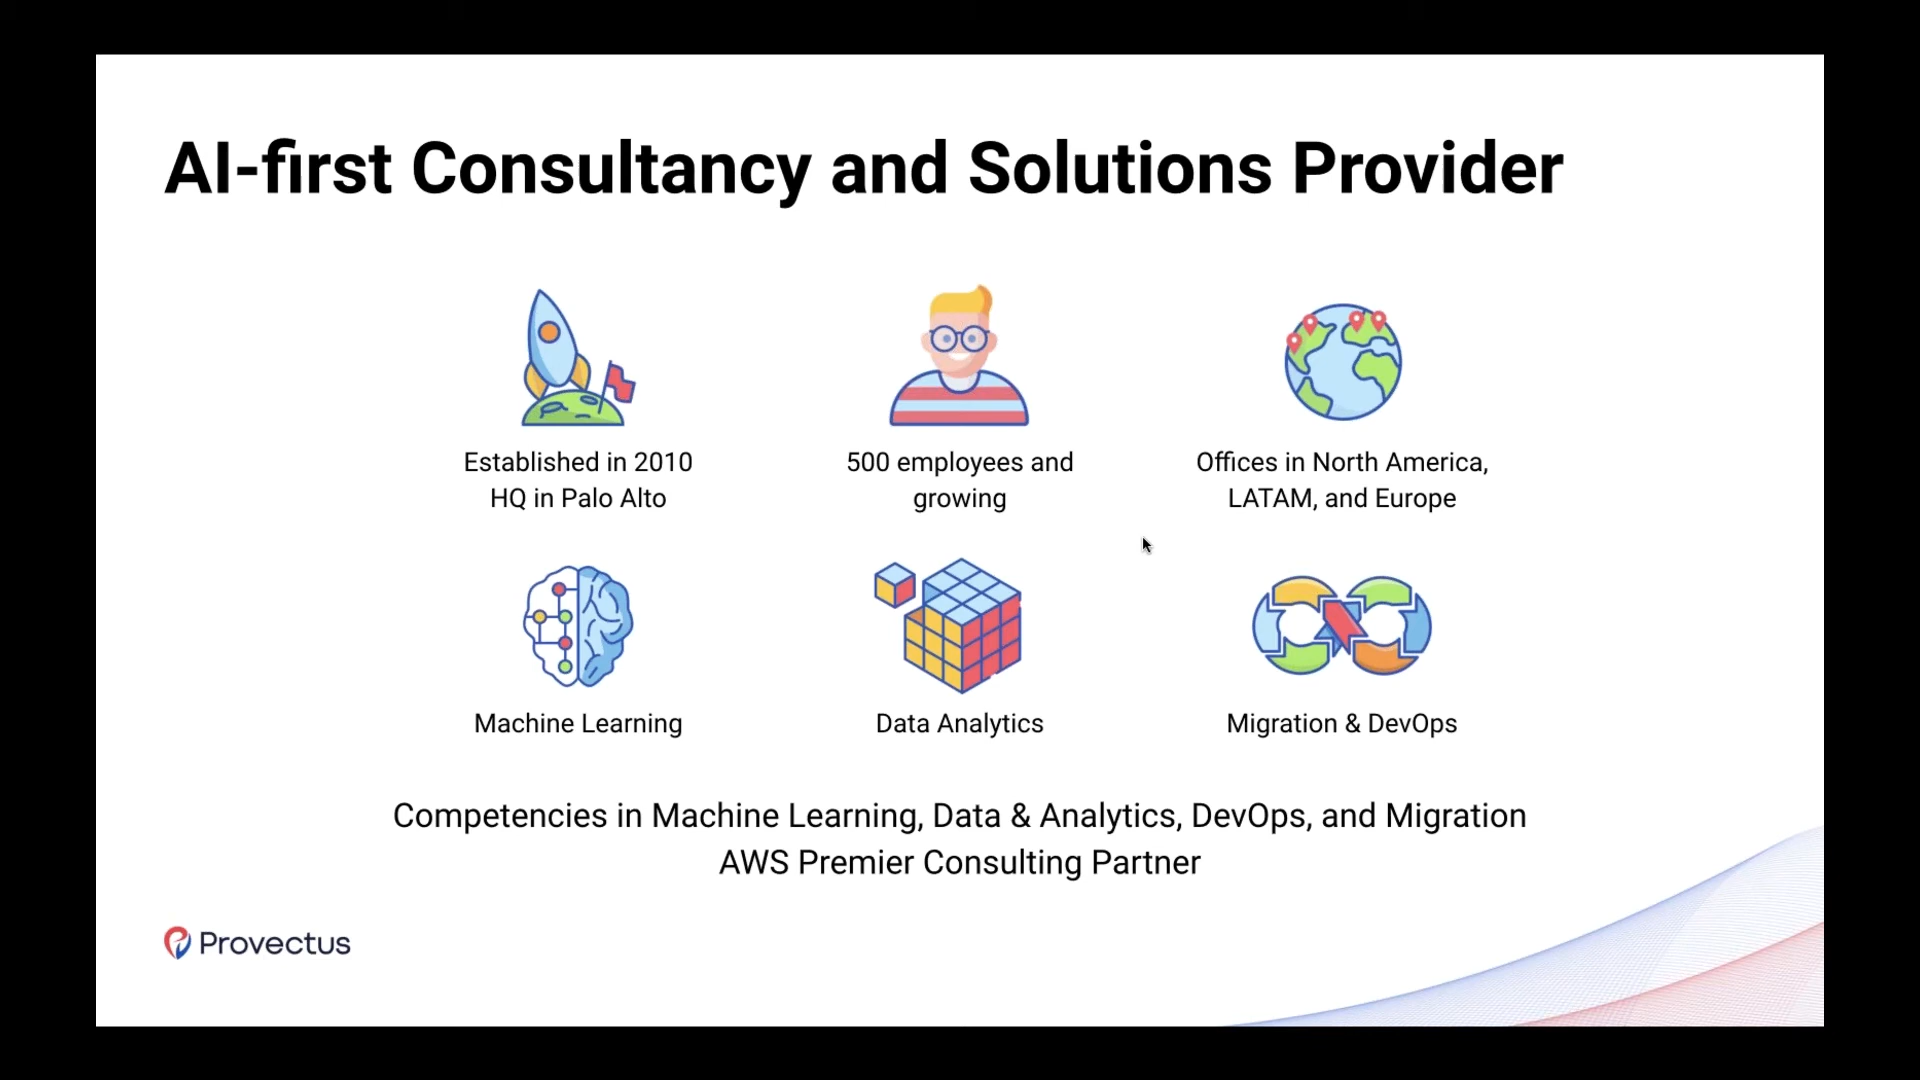 AI-first Consultancy and Solutions Provider
Established in 2010
HQ in Palo Alto
500 employees and
growing
Offices in North America,
LATAM, and Europe
Machine Learning
Data Analytics
Migration & DevOps
Competencies in Machine Learning, Data & Analytics, DevOps, and Migration
AWS Premier Consulting Partner
Provectus